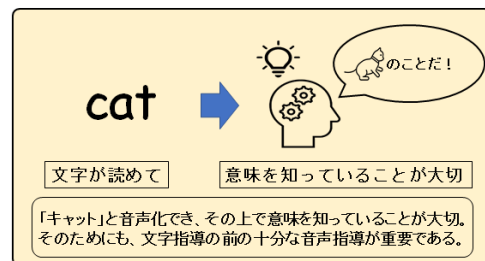 のことだ！
cat
文字が読めて
意味を知っていることが大切
「キャット」と音声化でき、その上で意味を知っていることが大切。
そのためにも、文字指導の前の十分な音声指導が重要である。